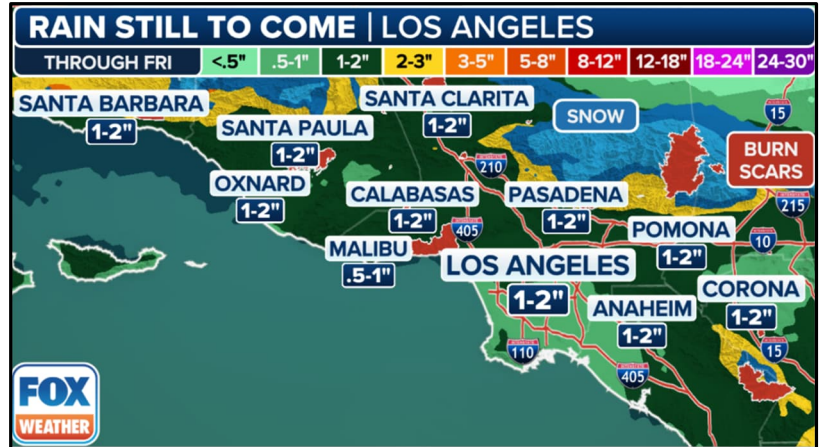 RAIN STILL TO COME | LOS ANGELES
THROUGH FRI <.5" .5-1" 1-2" 2-3" 3-5" 5-8" 8-12" 12-18" 18-24" 24-30"
SANTA BARBARA
1-2"
SANTA PAULA
1-2"
SANTA CLARITA
1-2"
SNOW
15
BURN
SCARS
210
OXNARD
1-2"
CALABASAS
1-2"
PASADENA
1-2"
215
405
MALIBU
.5-1"
POMONA
1-2"
10
LOS ANGELES
1-2"
ANAHEIM
1-2"
CORONA
1-2"
110
15
405
FOX
WEATHER